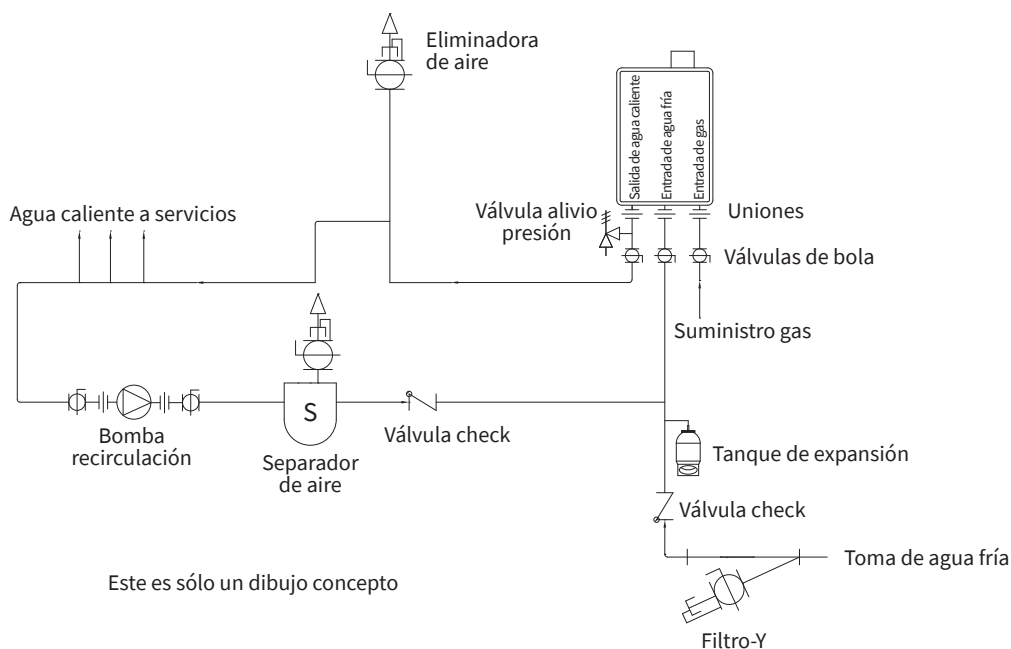 Eliminadora
de aire
Salida de agua caliente
Entrada de agua fría
Entrada de gas
Agua caliente a servicios
Válvula alivio
presión
Uniones
Válvulas de bola
Suministro gas
S
Bomba
recirculación
Separador
de aire
Válvula check
Tanque de expansión
Válvula check
Toma de agua fría
Este es sólo un dibujo concepto
Filtro-Y